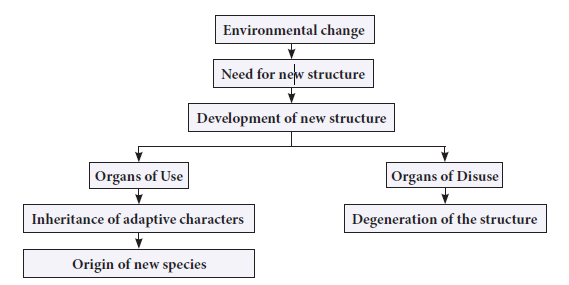 Environmental change
Need for new structure
Development of new structure
Organs of Use
Organs of Disuse
Inheritance of adaptive characters
Degeneration of the structure
Origin of new species